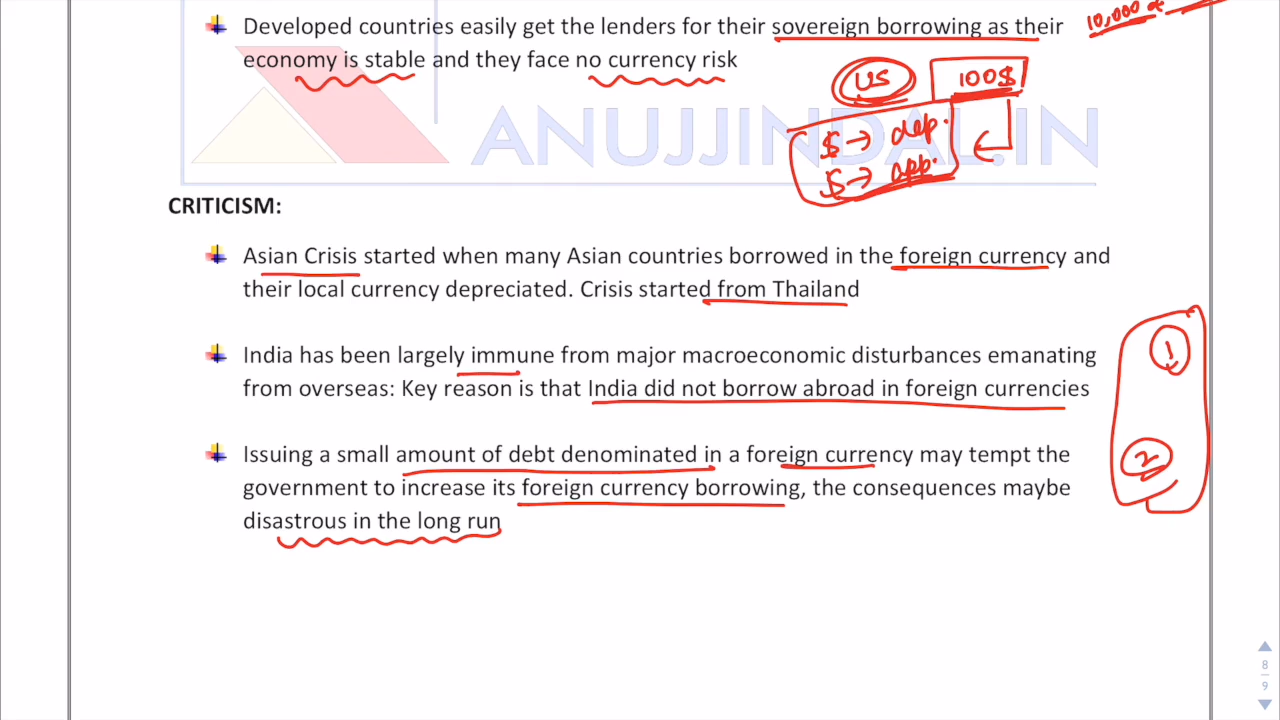 Developed countries easily get the lenders for their sovereign borrowing as their
10,000
economy is stable and they face no currency risk
US
100$
ANUJJINDAL.IN
$ → dep.
$ → app.
CRITICISM:
Asian Crisis started when many Asian countries borrowed in the foreign currency and
their local currency depreciated. Crisis started from Thailand
India has been largely immune from major macroeconomic disturbances emanating
from overseas: Key reason is that India did not borrow abroad in foreign currencies
1
Issuing a small amount of debt denominated in a foreign currency may tempt the
2
government to increase its foreign currency borrowing, the consequences maybe
disastrous in the long run
8
9